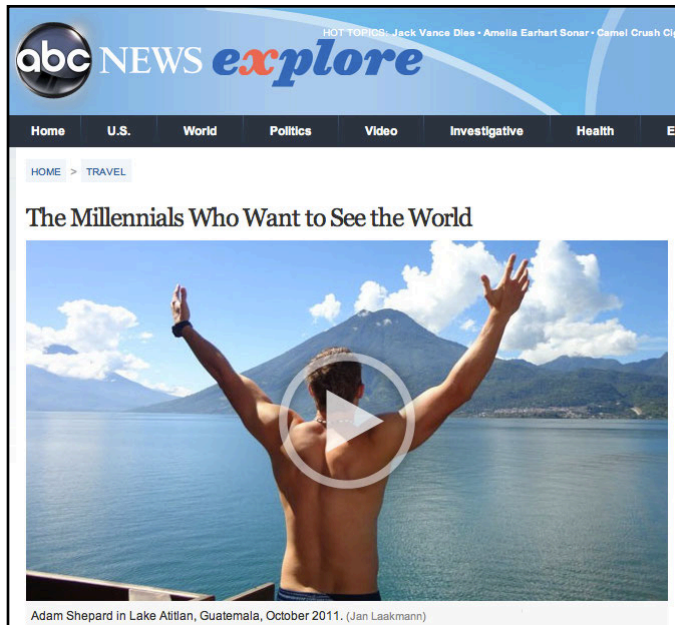 HOT TOPICS: Jack Vance Dies • Amelia Earhart Sonar • Camel Crush
abc NEWS explore
Home U.S. World Politics Video Investigative Health E
HOME > TRAVEL
The Millennials Who Want to See the World
Adam Shepard in Lake Atitlan, Guatemala, October 2011. (Jan Laakmann)